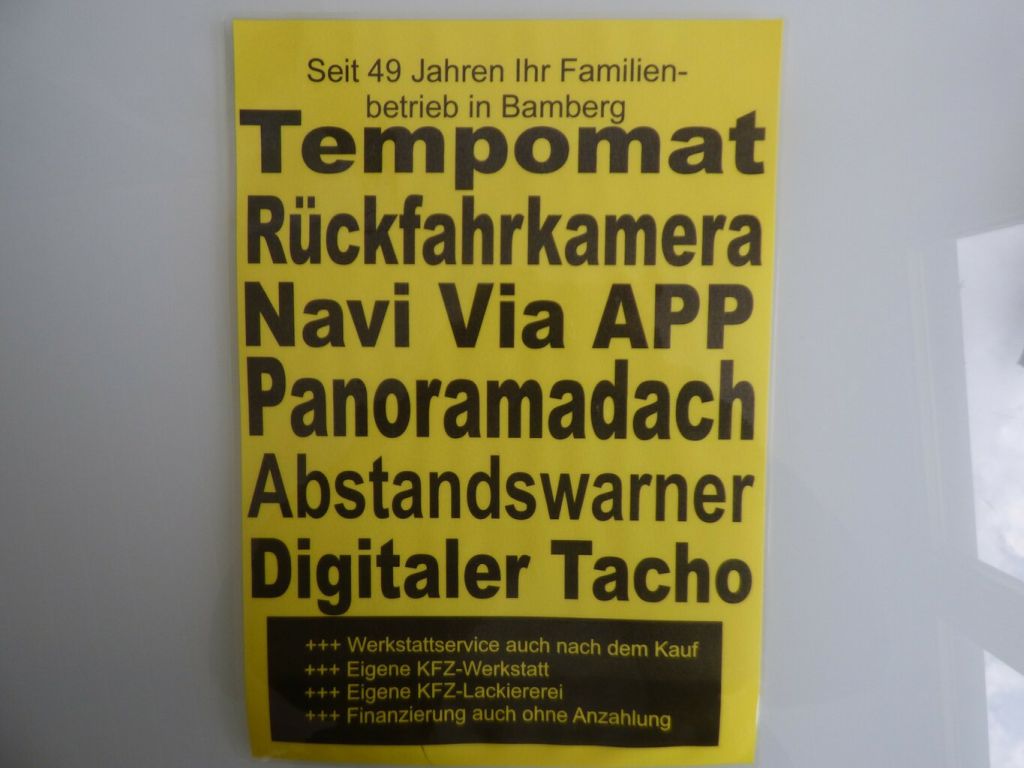 Seit 49 Jahren Ihr Familien-
betrieb in Bamberg
Tempomat
Rückfahrkamera
Navi Via APP
Panoramadach
Abstandswarner
Digitaler Tacho
+++ Werkstattservice auch nach dem Kauf
+++ Eigene KFZ-Werkstatt
+++ Eigene KFZ-Lackiererei
+++ Finanzierung auch ohne Anzahlung